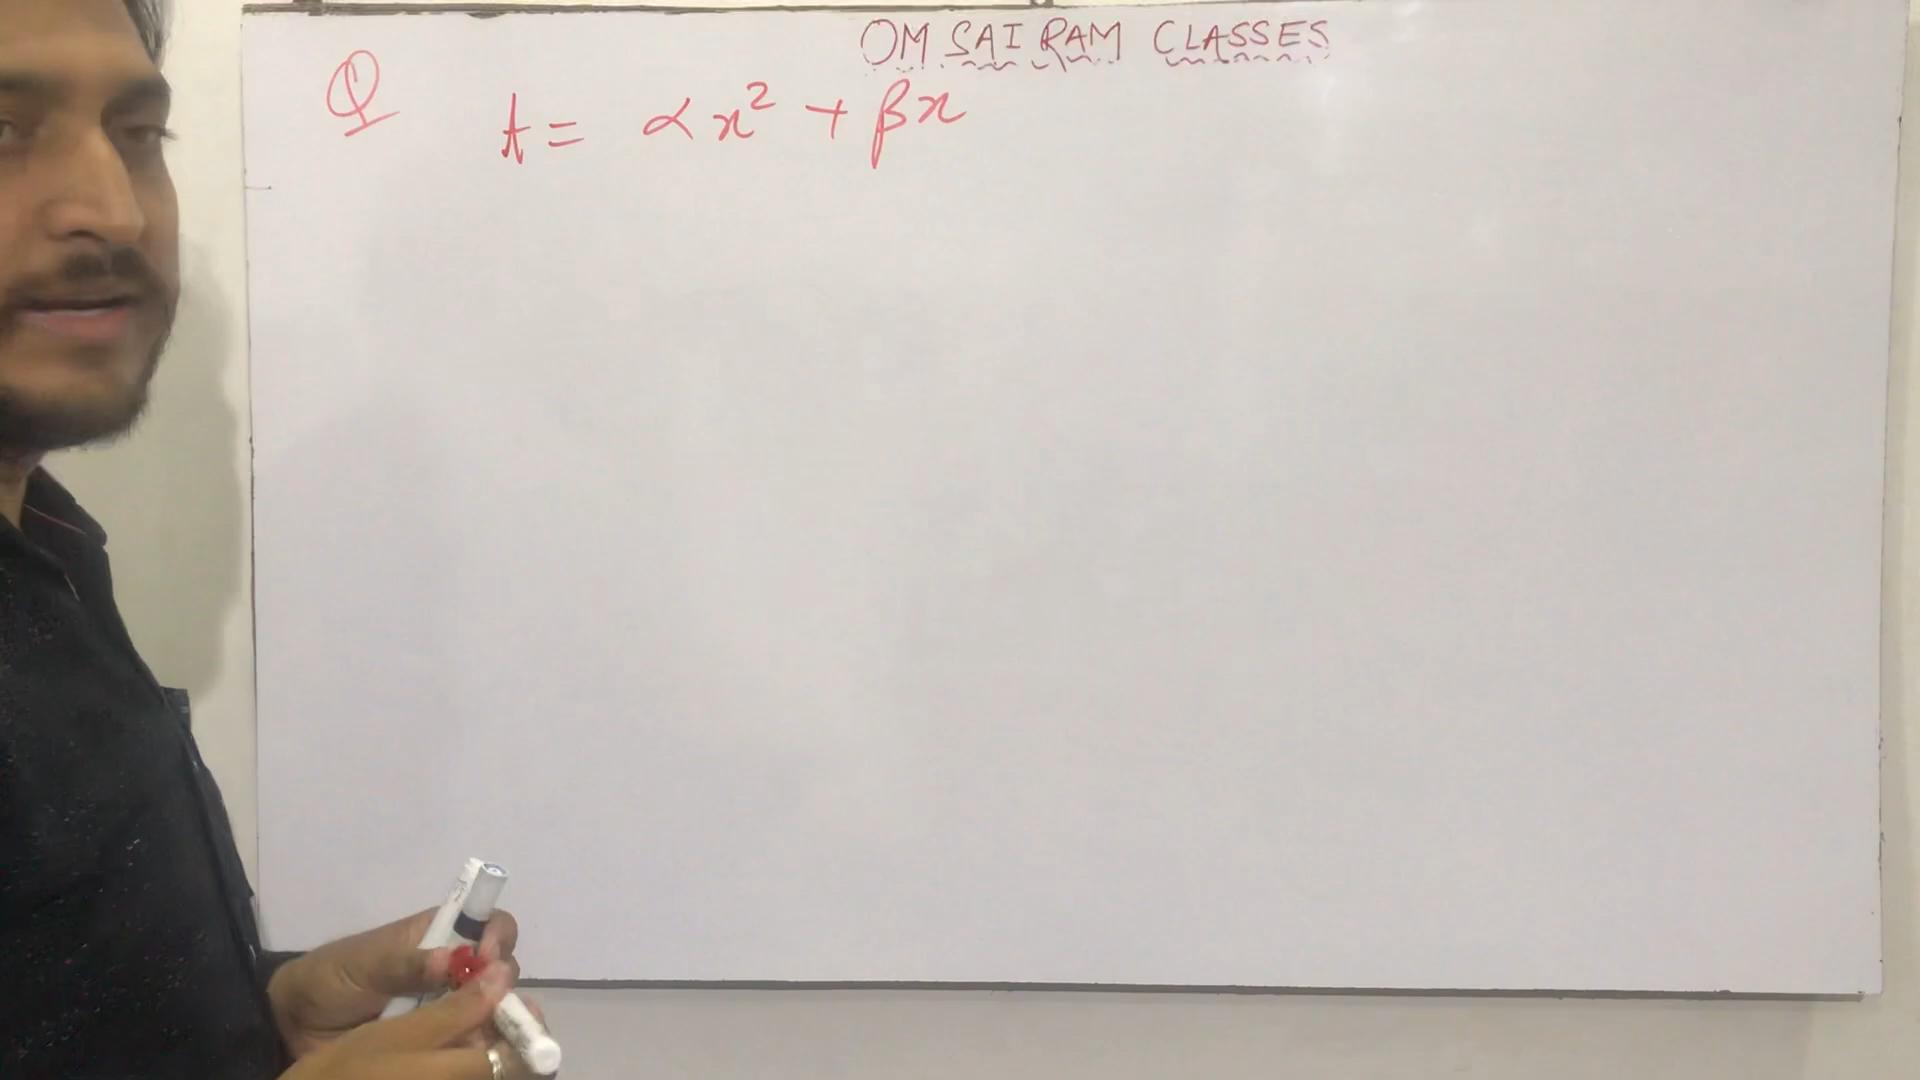 OM SAI RAM CLASSES
Q t = αx² + βx